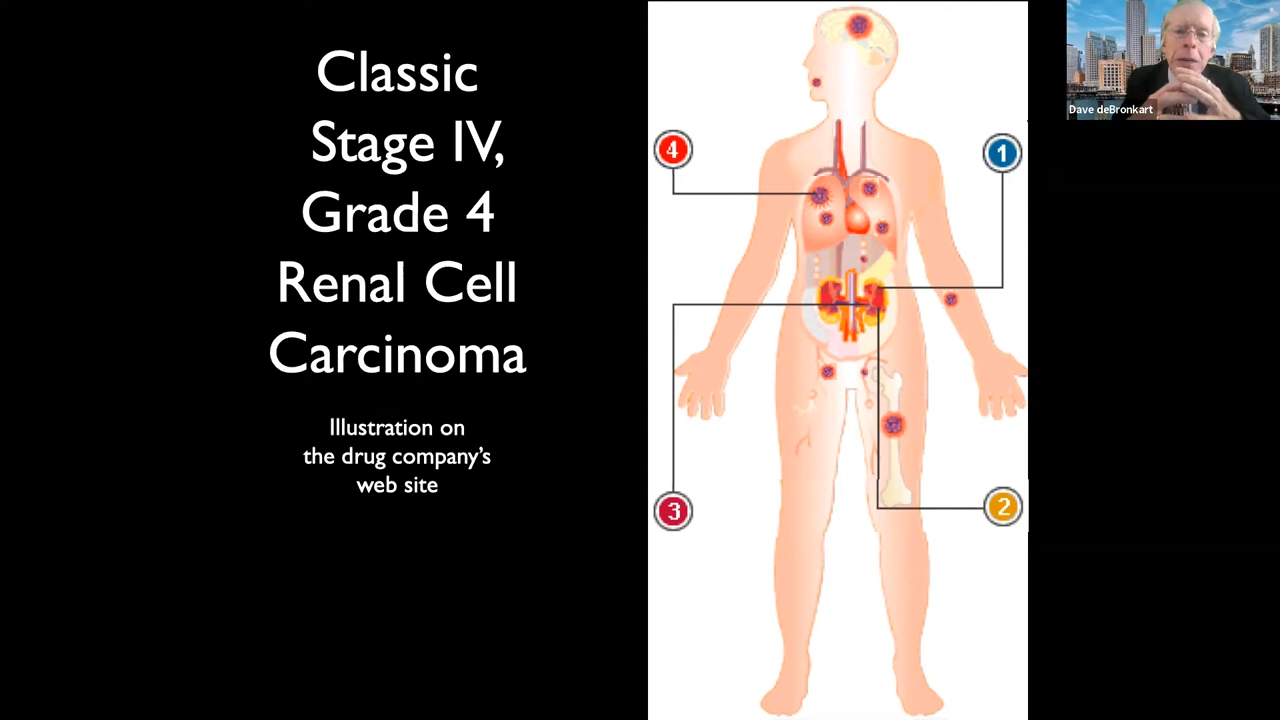 Classic
Stage IV,
Grade 4
Renal Cell
Carcinoma
Illustration on
the drug company's
web site
4
1
3
2
Dave deBronkart